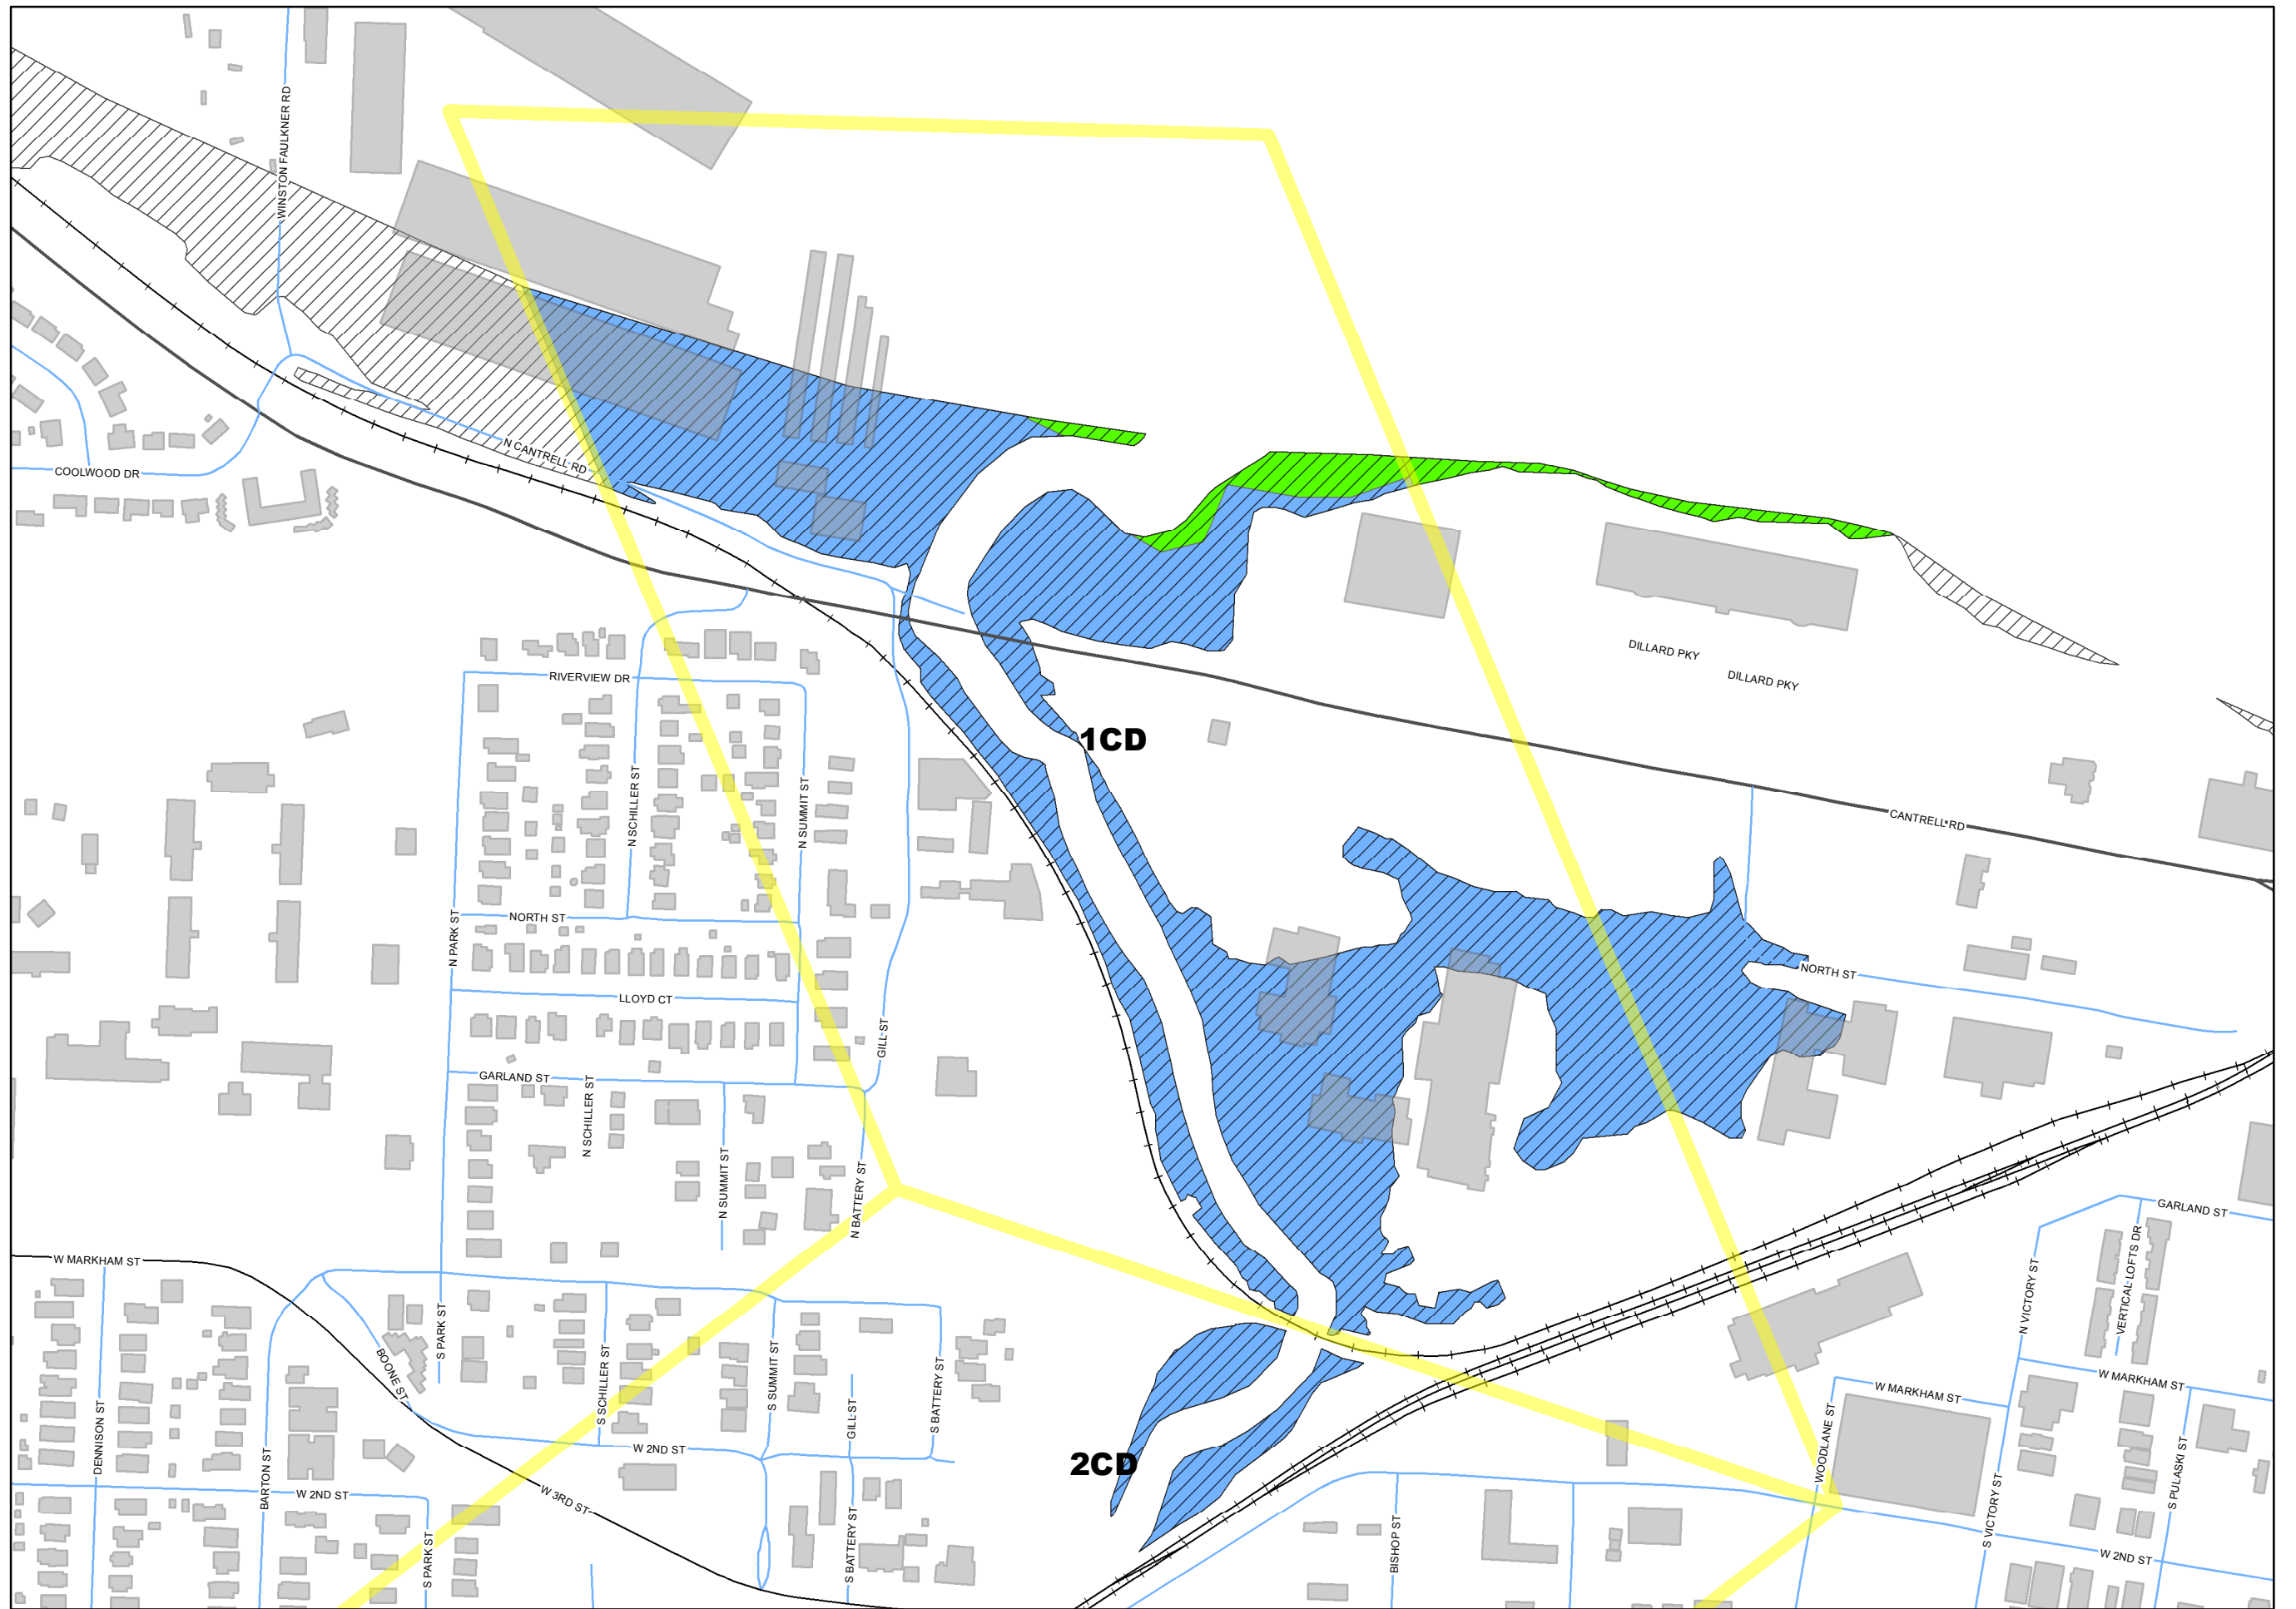 WINSTON FAULKNER RD
N CANTRELL RD
COOLWOOD DR
DILLARD PKY
DILLARD PKY
RIVERVIEW DR
1CD
N SCHILLER ST
N SUMMIT ST
CANTRELL RD
NORTH ST
N PARK ST
NORTH ST
LLOYD CT
GILL ST
GARLAND ST
N SCHILLER ST
N SUMMIT ST
N BATTERY ST
GARLAND ST
W MARKHAM ST
VERTICAL LOFTS DR
N VICTORY ST
S PARK ST
BOONE ST
S SCHILLER ST
S SUMMIT ST
GILL ST
S BATTERY ST
W MARKHAM ST
W MARKHAM ST
DENNISON ST
BARTON ST
W 2ND ST
2CD
WOODLANE ST
S PULASKI ST
W 2ND ST
W 3RD ST
S VICTORY ST
S PARK ST
S BATTERY ST
BISHOP ST
W 2ND ST